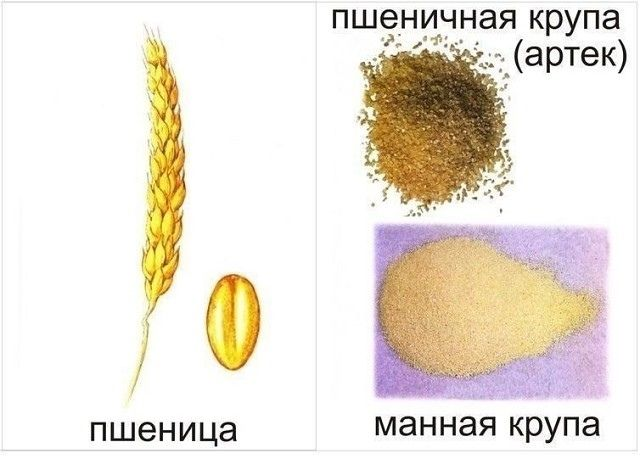 пшеница
пшеничная крупа
(артек)
манная крупа